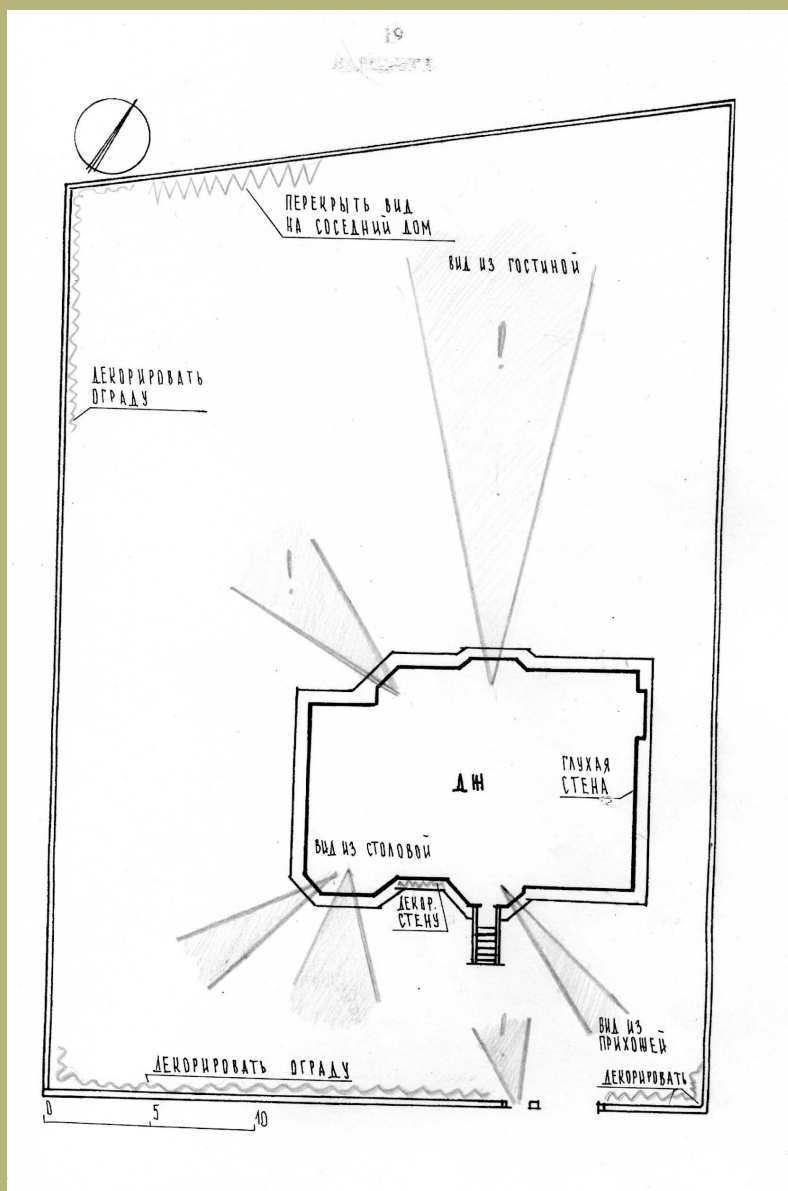 19
ПЕРЕКРЫТЬ ВИД
НА СОСЕДНИЙ ДОМ
ВИД ИЗ ГОСТИНОЙ
!
ДЕКОРИРОВАТЬ
ОГРАДУ
!
ДЖ
ГЛУХАЯ
СТЕНА
ВИД ИЗ СТОЛОВОЙ
ДЕКОР.
СТЕНУ
!
ВИД ИЗ
ПРИХОЖЕЙ
ДЕКОРИРОВАТЬ ОГРАДУ
ДЕКОРИРОВАТЬ
0 5 10